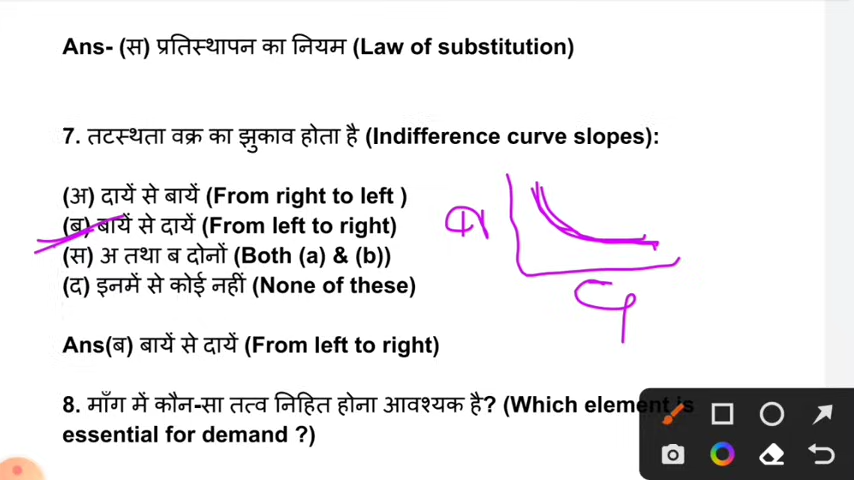 Ans- (स) प्रतिस्थापन का नियम (Law of substitution)
7. तटस्थता वक्र का झुकाव होता है (Indifference curve slopes):
(अ) दायें से बायें (From right to left )
(ब) बायें से दायें (From left to right)
(स) अ तथा ब दोनों (Both (a) & (b))
(द) इनमें से कोई नहीं (None of these)
Ans(ब) बायें से दायें (From left to right)
8. माँग में कौन-सा तत्व निहित होना आवश्यक है? (Which element is
essential for demand ?)